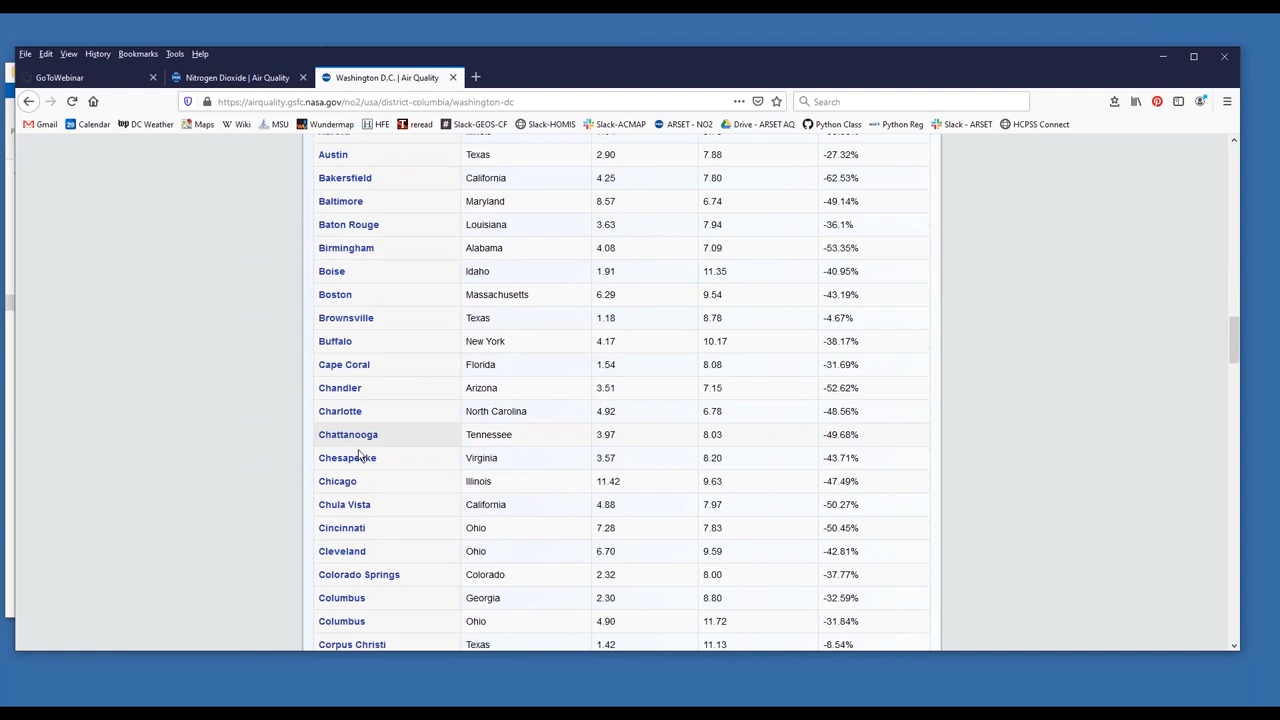 File Edit View History Bookmarks Tools Help
GoToWebinar Nitrogen Dioxide | Air Quality Washington D.C. | Air Quality
https://airquality.gsfc.nasa.gov/no2/usa/district-columbia/washington-dc Search
Gmail Calendar DC Weather Maps Wiki MSU Wundermap HFE reread Slack-GEOS-CF Slack-HOMIS Slack-ACMAP ARSET - NO2 Drive - ARSET AQ Python Class Python Reg Slack - ARSET HCPSS Connect
Austin Texas 2.90 7.88 -27.32%
Bakersfield California 4.25 7.80 -62.53%
Baltimore Maryland 8.57 6.74 -49.14%
Baton Rouge Louisiana 3.63 7.94 -36.1%
Birmingham Alabama 4.08 7.09 -53.35%
Boise Idaho 1.91 11.35 -40.95%
Boston Massachusetts 6.29 9.54 -43.19%
Brownsville Texas 1.18 8.78 -4.67%
Buffalo New York 4.17 10.17 -38.17%
Cape Coral Florida 1.54 8.08 -31.69%
Chandler Arizona 3.51 7.15 -52.62%
Charlotte North Carolina 4.92 6.78 -48.56%
Chattanooga Tennessee 3.97 8.03 -49.68%
Chesapeake Virginia 3.57 8.20 -43.71%
Chicago Illinois 11.42 9.63 -47.49%
Chula Vista California 4.88 7.97 -50.27%
Cincinnati Ohio 7.28 7.83 -50.45%
Cleveland Ohio 6.70 9.59 -42.81%
Colorado Springs Colorado 2.32 8.00 -37.77%
Columbus Georgia 2.30 8.80 -32.59%
Columbus Ohio 4.90 11.72 -31.84%
Corpus Christi Texas 1.42 11.13 -8.54%